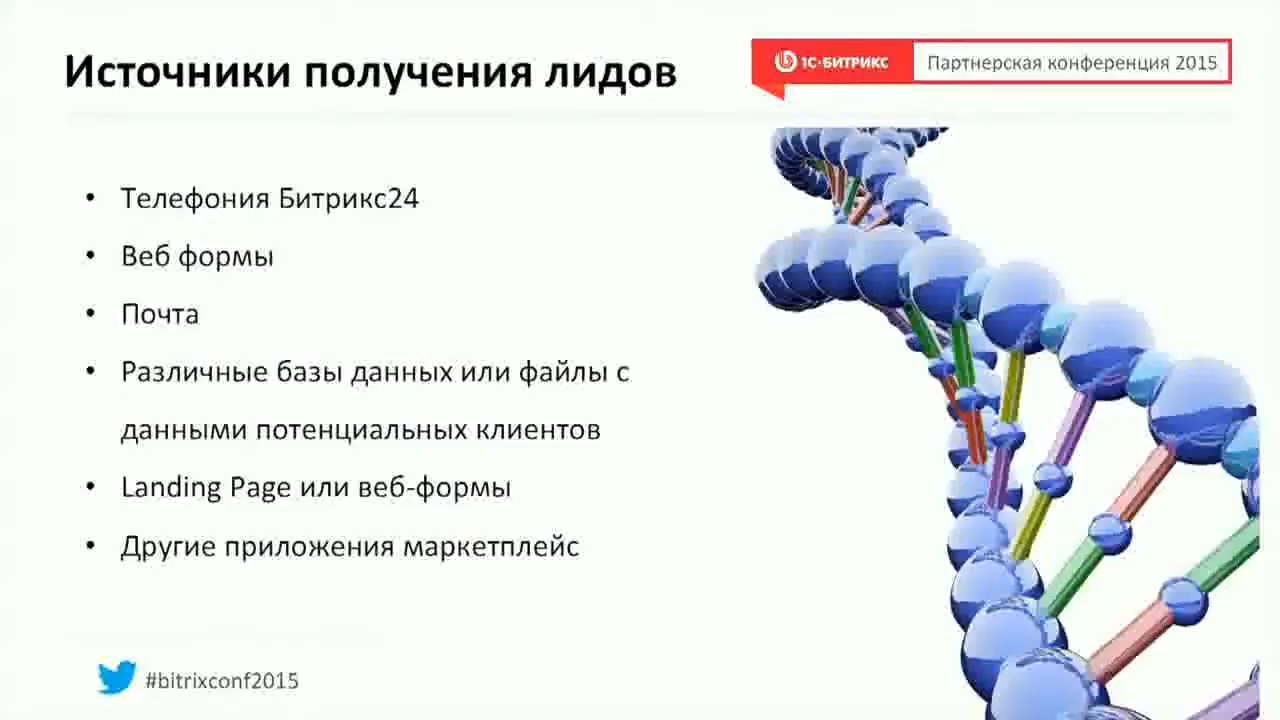 Источники получения лидов
1С·БИТРИКС
Партнерская конференция 2015
• Телефония Битрикс24
• Веб формы
• Почта
• Различные базы данных или файлы с
данными потенциальных клиентов
• Landing Page или веб-формы
• Другие приложения маркетплейс
#bitrixconf2015